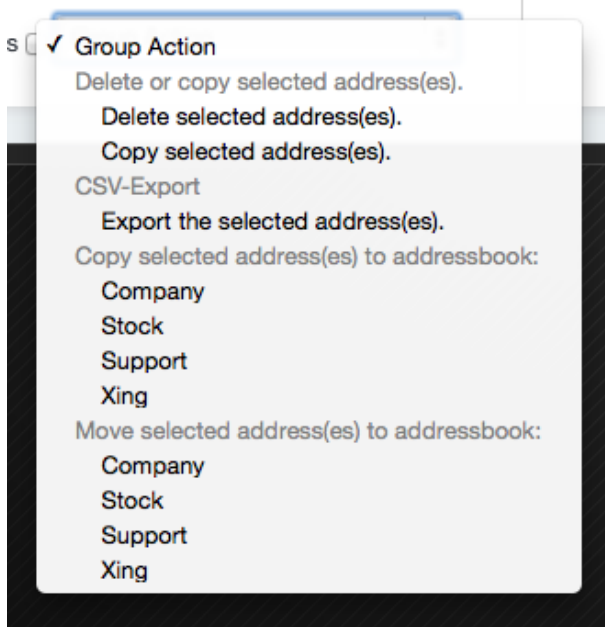 s
Group Action
Delete or copy selected address(es).
Delete selected address(es).
Copy selected address(es).
CSV-Export
Export the selected address(es).
Copy selected address(es) to addressbook:
Company
Stock
Support
Xing
Move selected address(es) to addressbook:
Company
Stock
Support
Xing